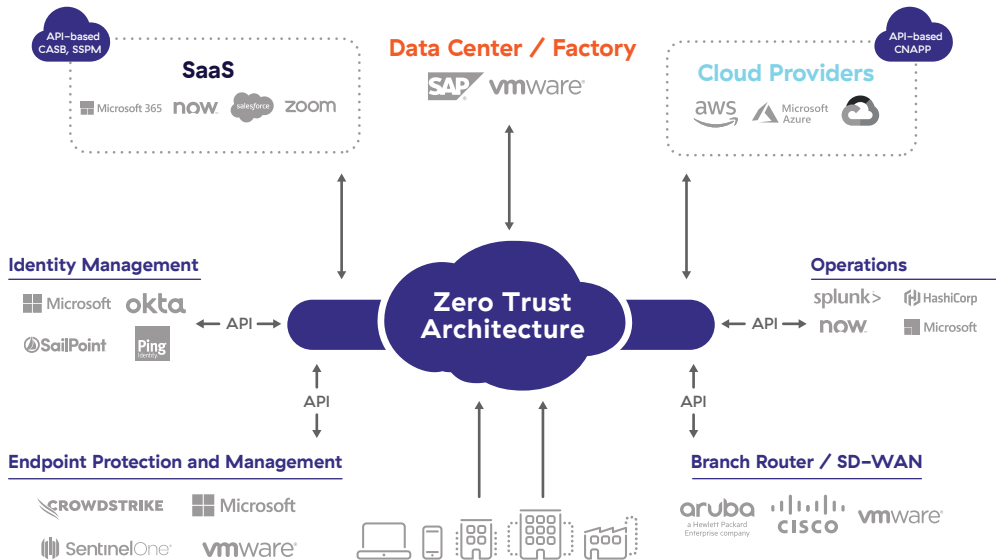 API-based
CASB, SSPM
SaaS
Microsoft 365
now
salesforce
zoom
Data Center / Factory
SAP
vmware®
API-based
CNAPP
Cloud Providers
aws
Microsoft
Azure
Identity Management
Microsoft
okta
SailPoint
Ping
Identity
API
Zero Trust
Architecture
API
Operations
splunk>
HashiCorp
now
Microsoft
API
API
Endpoint Protection and Management
CROWDSTRIKE
Microsoft
SentinelOne®
vmware®
Branch Router / SD-WAN
aruba
a Hewlett Packard
Enterprise company
CISCO
vmware®